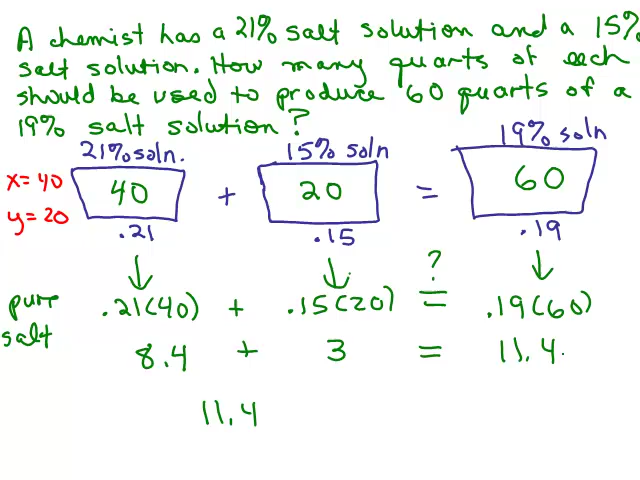 A chemist has a 21% salt solution and a 15%
salt solution. How many quarts of each
should be used to produce 60 quarts of a
19% salt solution?
21% soln. 15% soln 19% soln
x=40 40 + 20 = 60
y=20 .21 .15 .19
?
pure .21(40) + .15(20) = .19(60)
salt 8.4 + 3 = 11.4
11.4